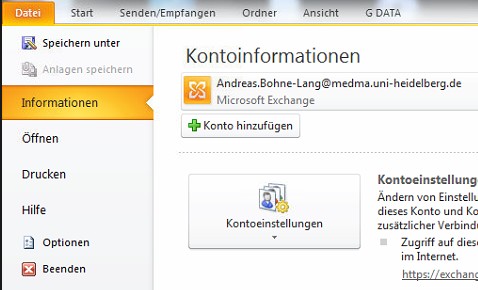 Datei Start Senden/Empfangen Ordner Ansicht G DATA
Speichern unter
Anlagen speichern
Informationen
Öffnen
Drucken
Hilfe
Optionen
Beenden
Kontoinformationen
Andreas.Bohne-Lang@medma.uni-heidelberg.de
Microsoft Exchange
Konto hinzufügen
Kontoeinstellungen
Kontoeinstellung
Ändern von Einstellu
dieses Konto und Ko
zusätzlicher Verbind
Zugriff auf diese
im Internet.
https://exchang